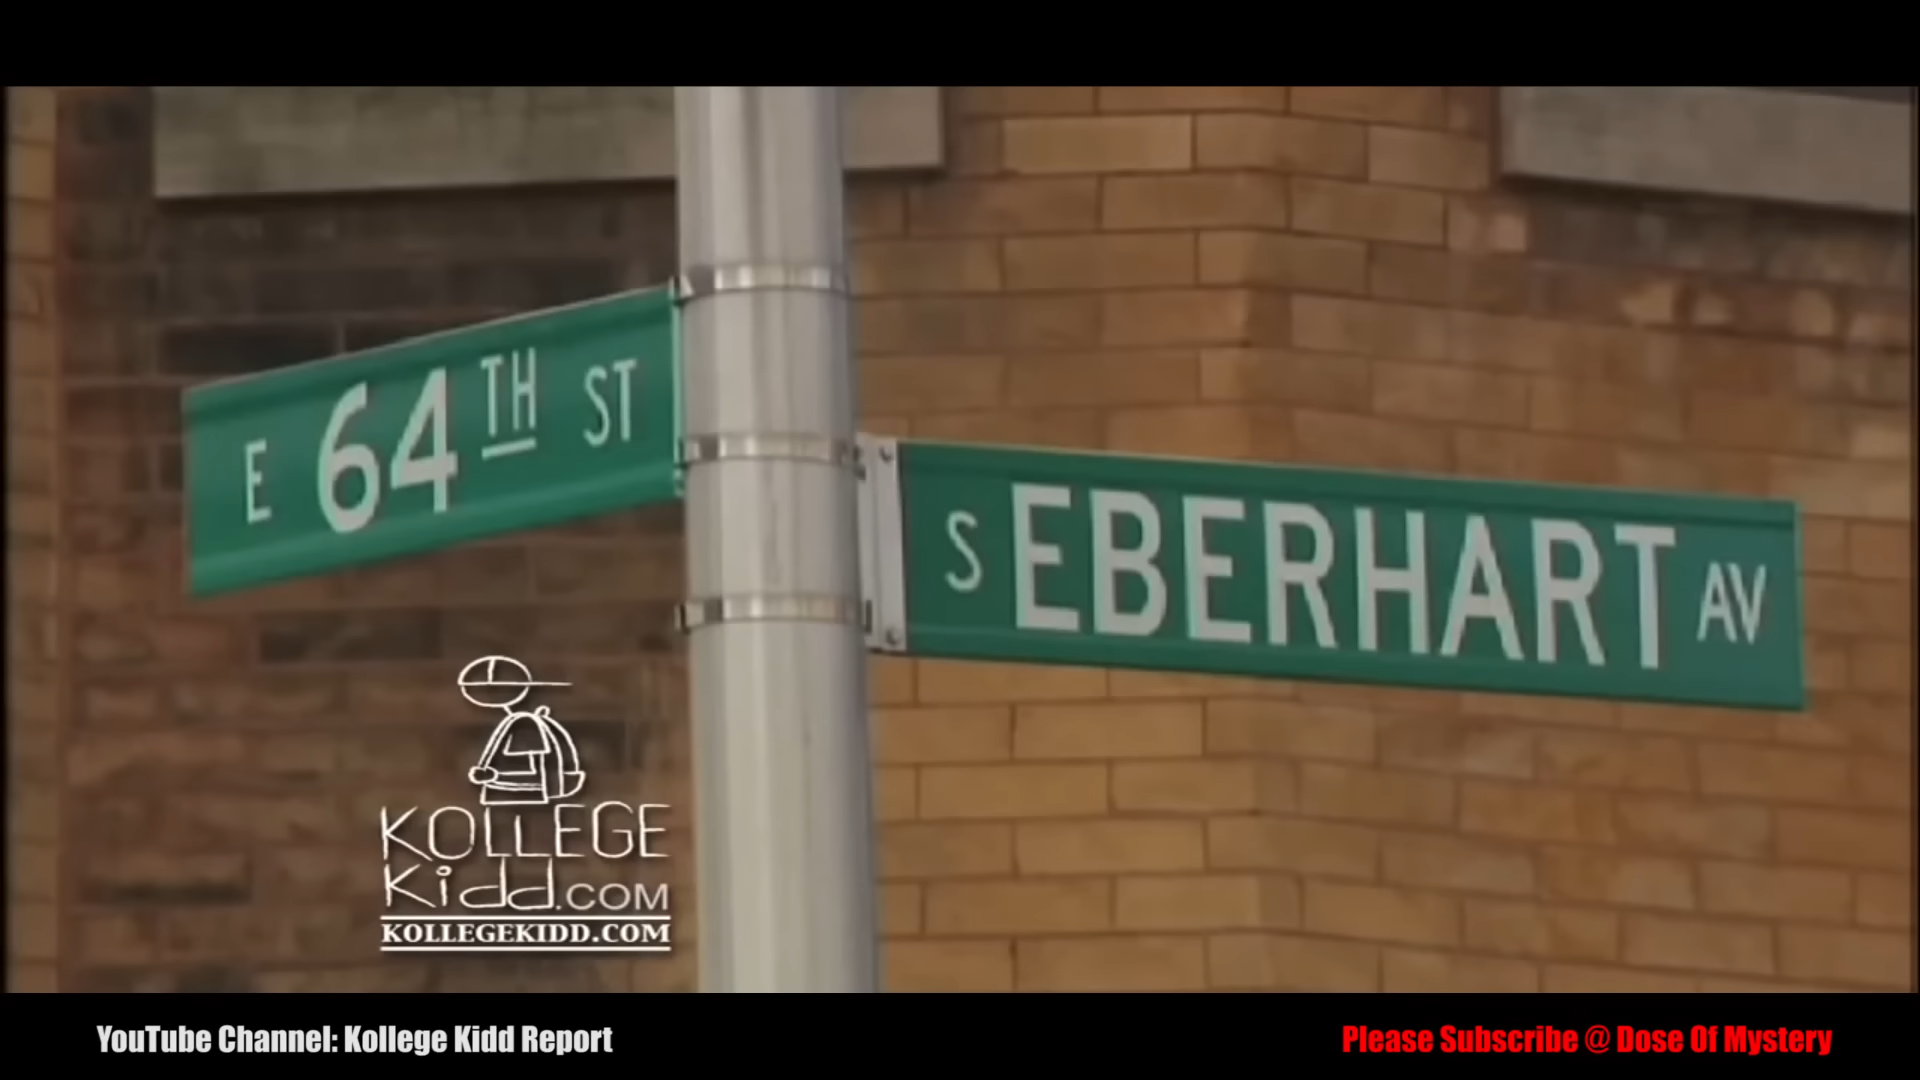 E 64TH ST
S EBERHART AV
KOLLEGE
Kidd.COM
KOLLEGEKIDD.COM
YouTube Channel: Kollege Kidd Report
Please Subscribe @ Dose Of Mystery